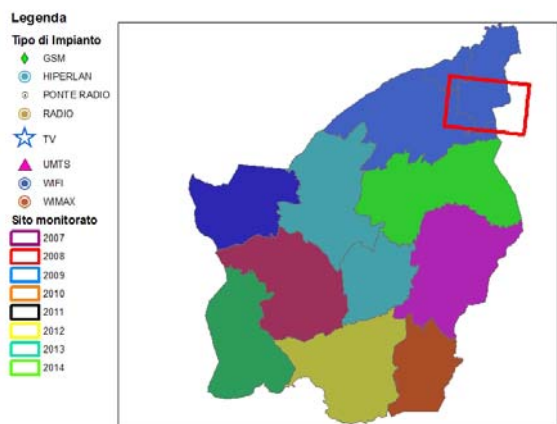 Legenda
Tipo di Impianto
GSM
HIPERLAN
PONTE RADIO
RADIO
TV
UMTS
WIFI
WIMAX
Sito monitorato
2007
2008
2009
2010
2011
2012
2013
2014